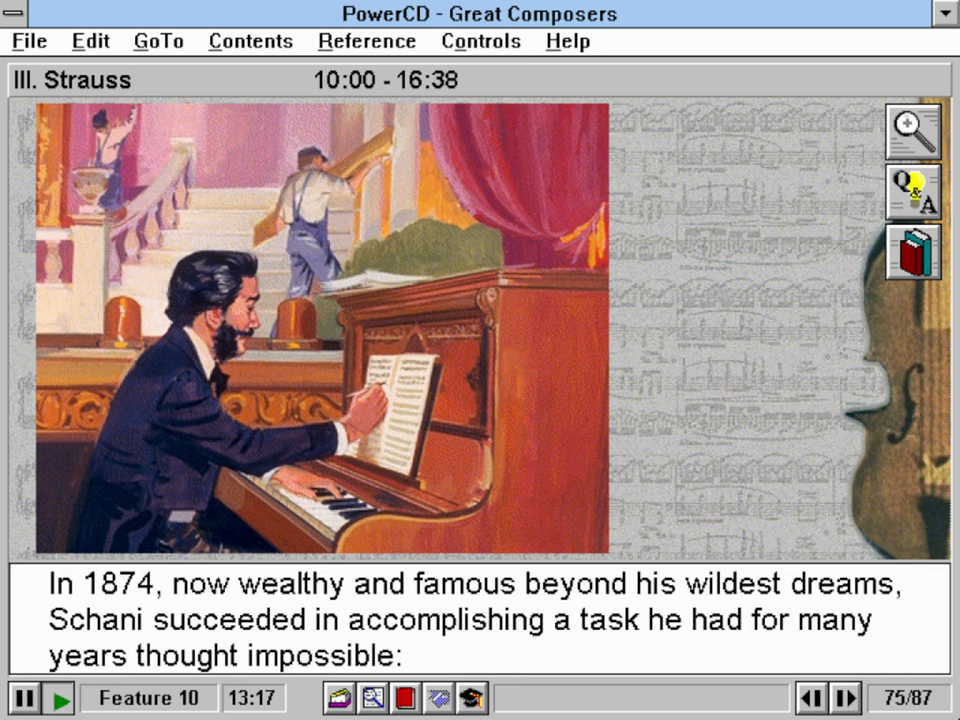 PowerCD - Great Composers
File Edit GoTo Contents Reference Controls Help
III. Strauss 10:00 - 16:38
Q & A
In 1874, now wealthy and famous beyond his wildest dreams,
Schani succeeded in accomplishing a task he had for many
years thought impossible:
Feature 10 13:17 75/87